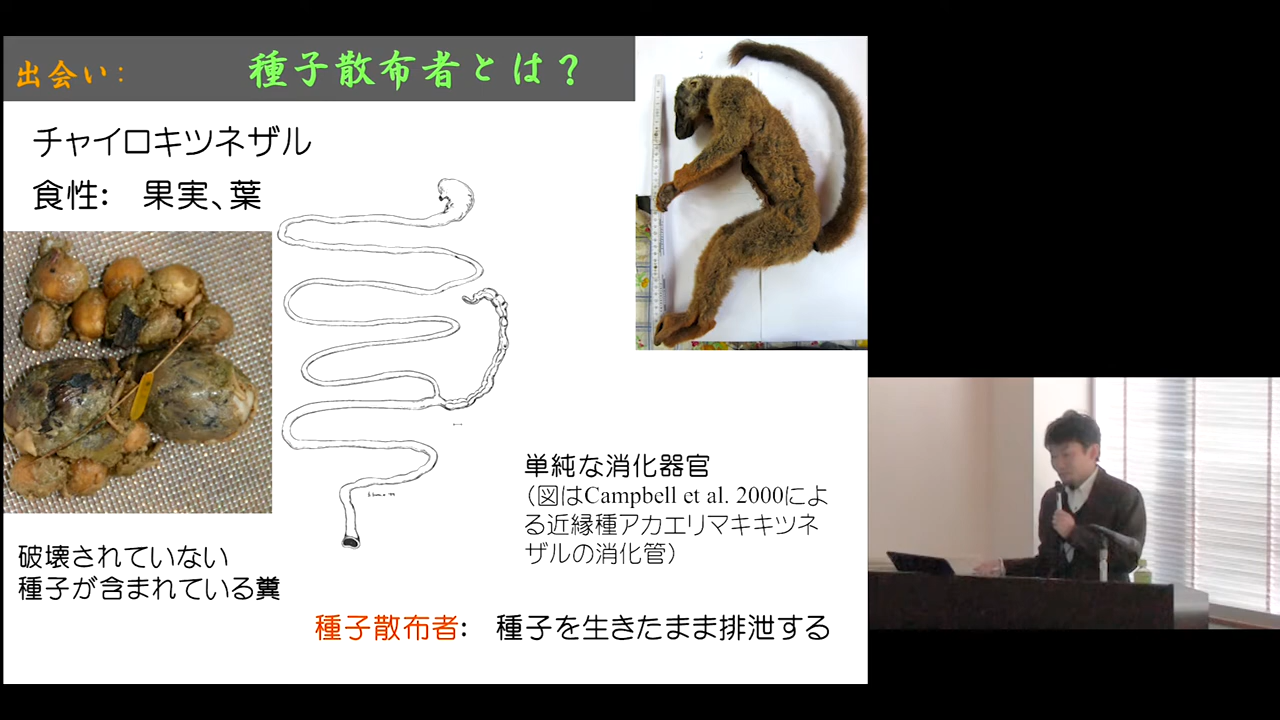 出会い:
種子散布者とは？
チャイロキツネザル
食性: 果実、葉
単純な消化器官
（図はCampbell et al. 2000によ
る近縁種アカエリマキキツネ
ザルの消化管）
破壊されていない
種子が含まれている糞
種子散布者: 種子を生きたまま排泄する